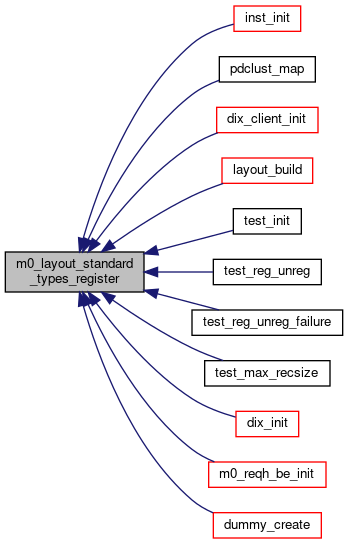 inst_init
pdclust_map
dix_client_init
layout_build
test_init
m0_layout_standard
_types_register
test_reg_unreg
test_reg_unreg_failure
test_max_recsize
dix_init
m0_reqh_be_init
dummy_create